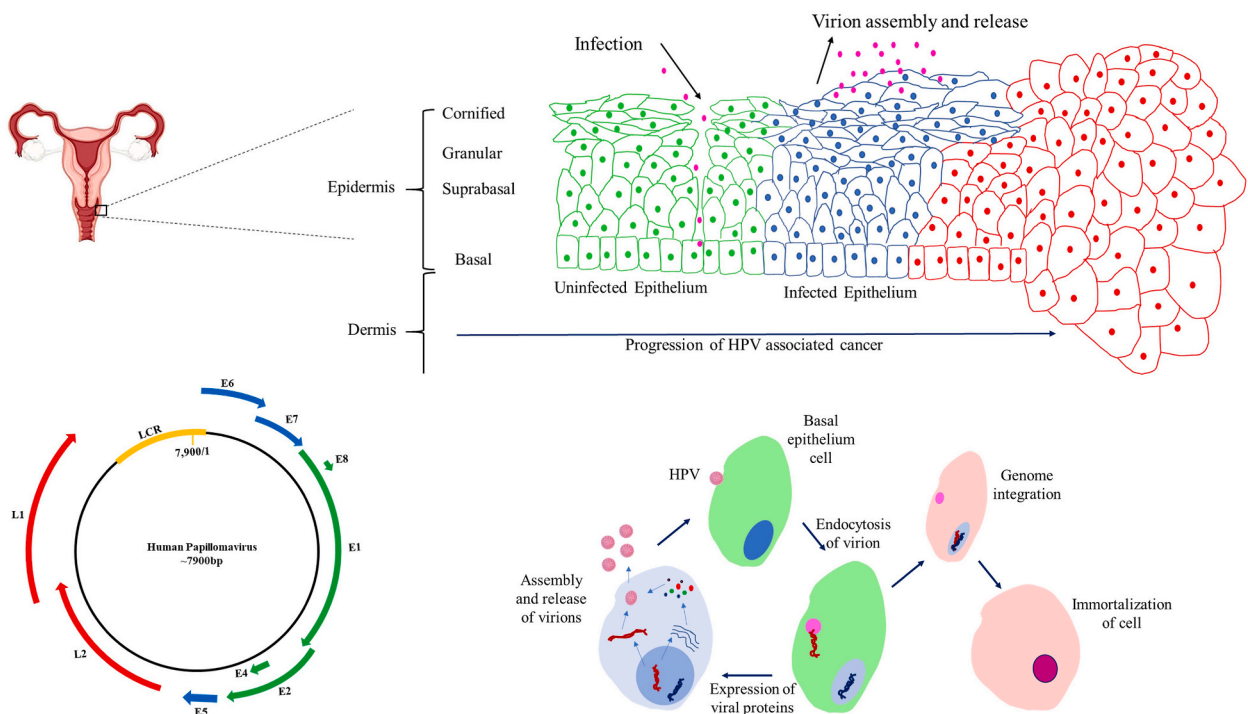 Virion assembly and release
Infection
Cornified
Granular
Epidermis
Suprabasal
Basal
Uninfected Epithelium
Infected Epithelium
Dermis
Progression of HPV associated cancer
E6
E7
LCR
7,900/1
E8
L1
Human Papillomavirus
~7900bp
E1
L2
E4
E2
E5
Basal
epithelium
cell
HPV
Genome
integration
Endocytosis
of virion
Assembly
and release
of virions
Immortalization
of cell
Expression of
viral proteins